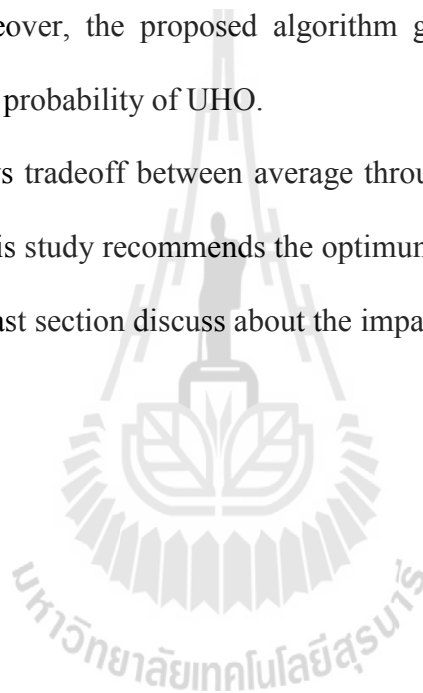 eover, the proposed algorithm g
probability of UHO.
s tradeoff between average throu
is study recommends the optimu
ast section discuss about the impa
มหาวิทยาลัยเทคโนโลยีสุรนารี